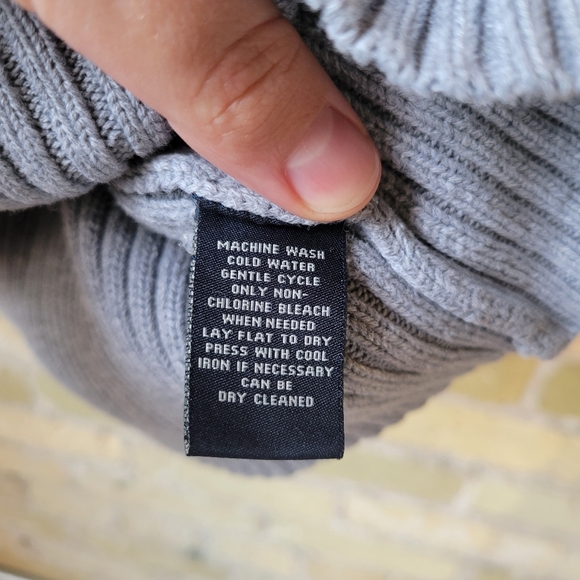 MACHINE WASH
COLD WATER
GENTLE CYCLE
ONLY NON-
CHLORINE BLEACH
WHEN NEEDED
LAY FLAT TO DRY
PRESS WITH COOL
IRON IF NECESSARY
CAN BE
DRY CLEANED